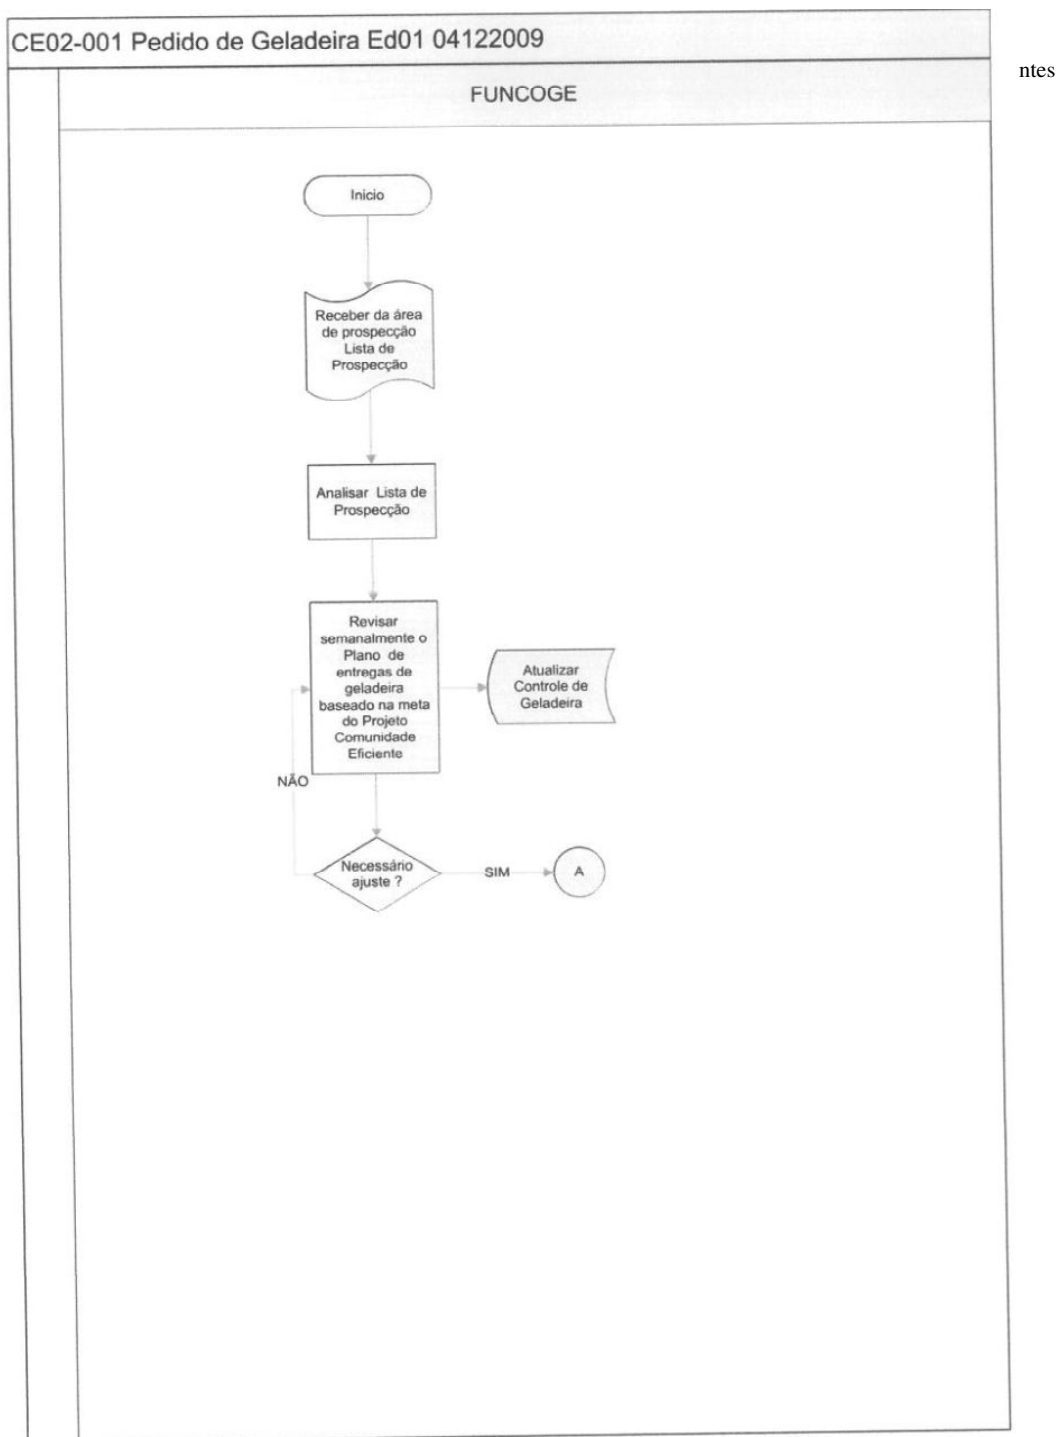 CE02-001 Pedido de Geladeira Ed01 04122009
ntes
FUNCOGE
Inicio
Receber da área
de prospecção
Lista de
Prospecção
Analisar Lista de
Prospecção
Revisar
semanalmente o
Plano de
entregas de
geladeira
baseado na meta
do Projeto
Comunidade
Eficiente
Atualizar
Controle de
Geladeira
NÃO
Necessário
ajuste ?
SIM
A